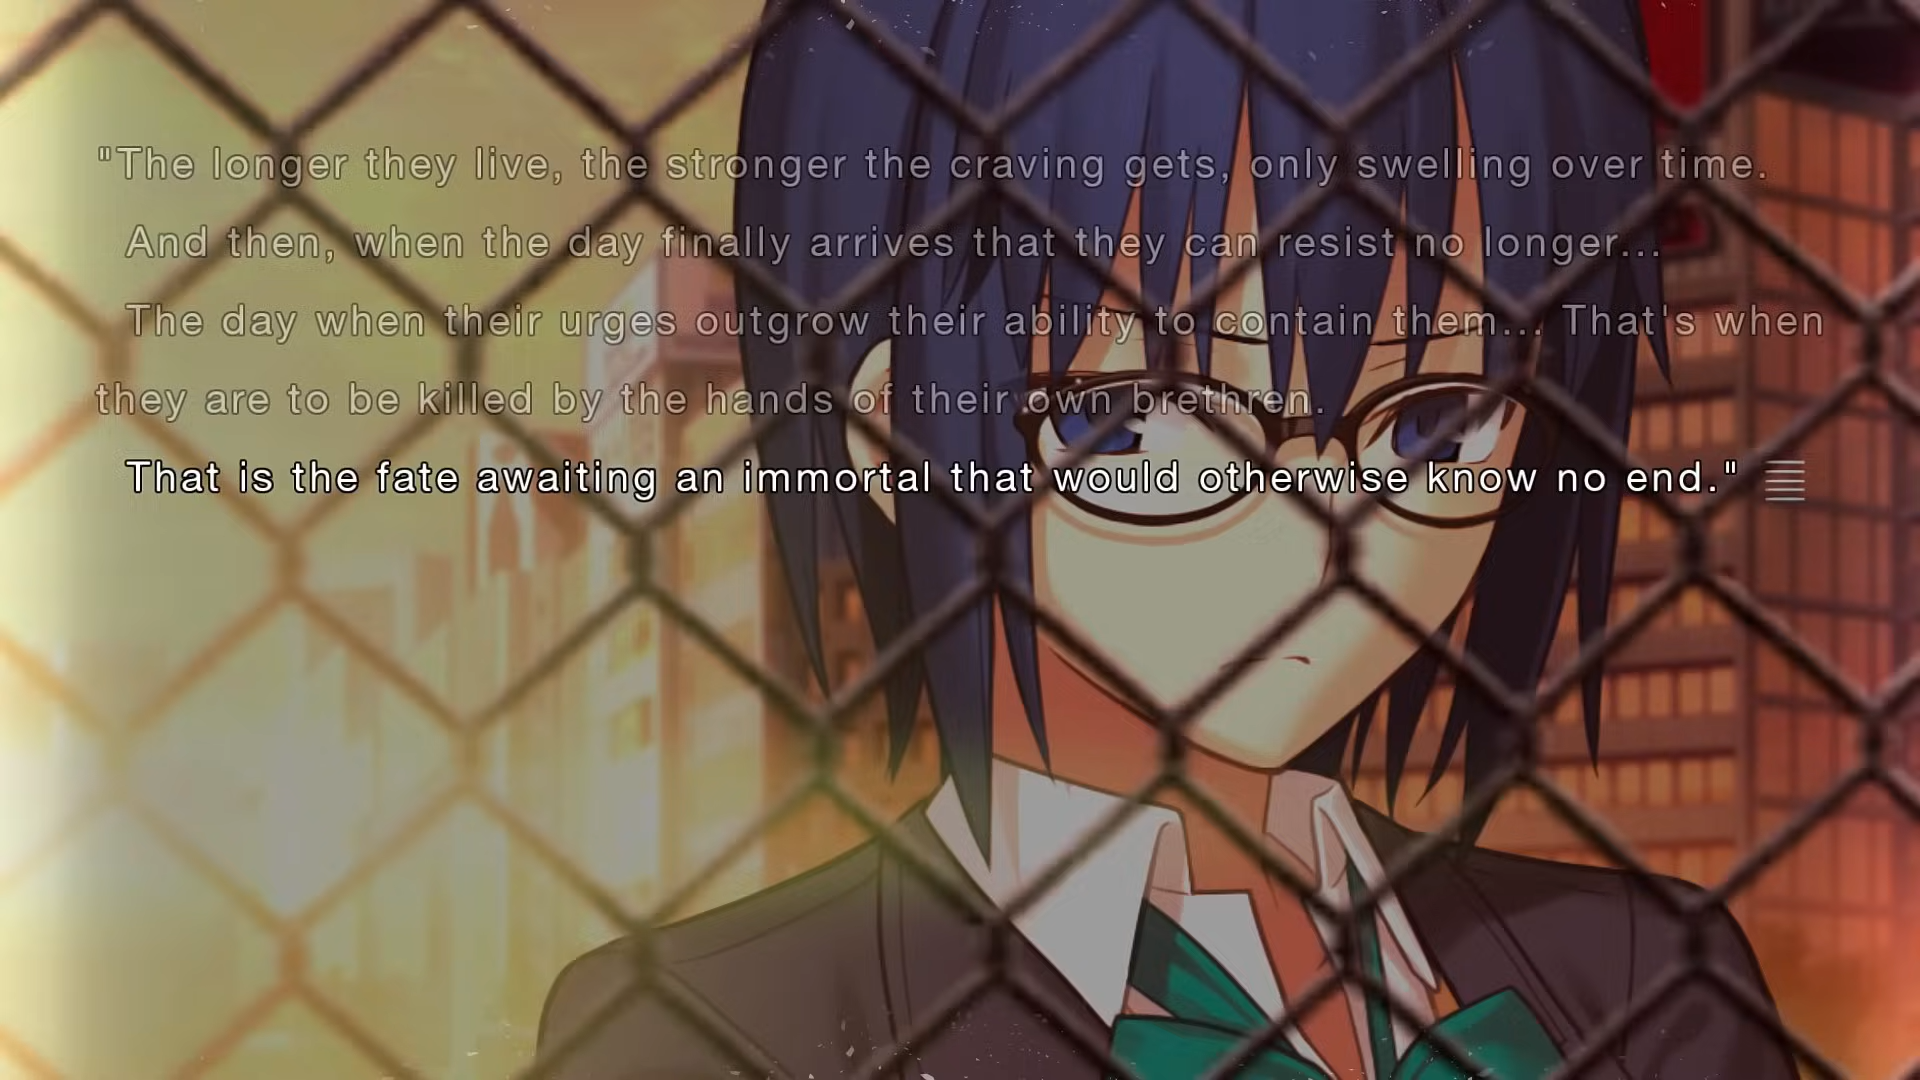 "The longer they live, the stronger the craving gets, only swelling over time.
And then, when the day finally arrives that they can resist no longer...
The day when their urges outgrow their ability to contain them... That's when
they are to be killed by the hands of their own brethren.
That is the fate awaiting an immortal that would otherwise know no end."